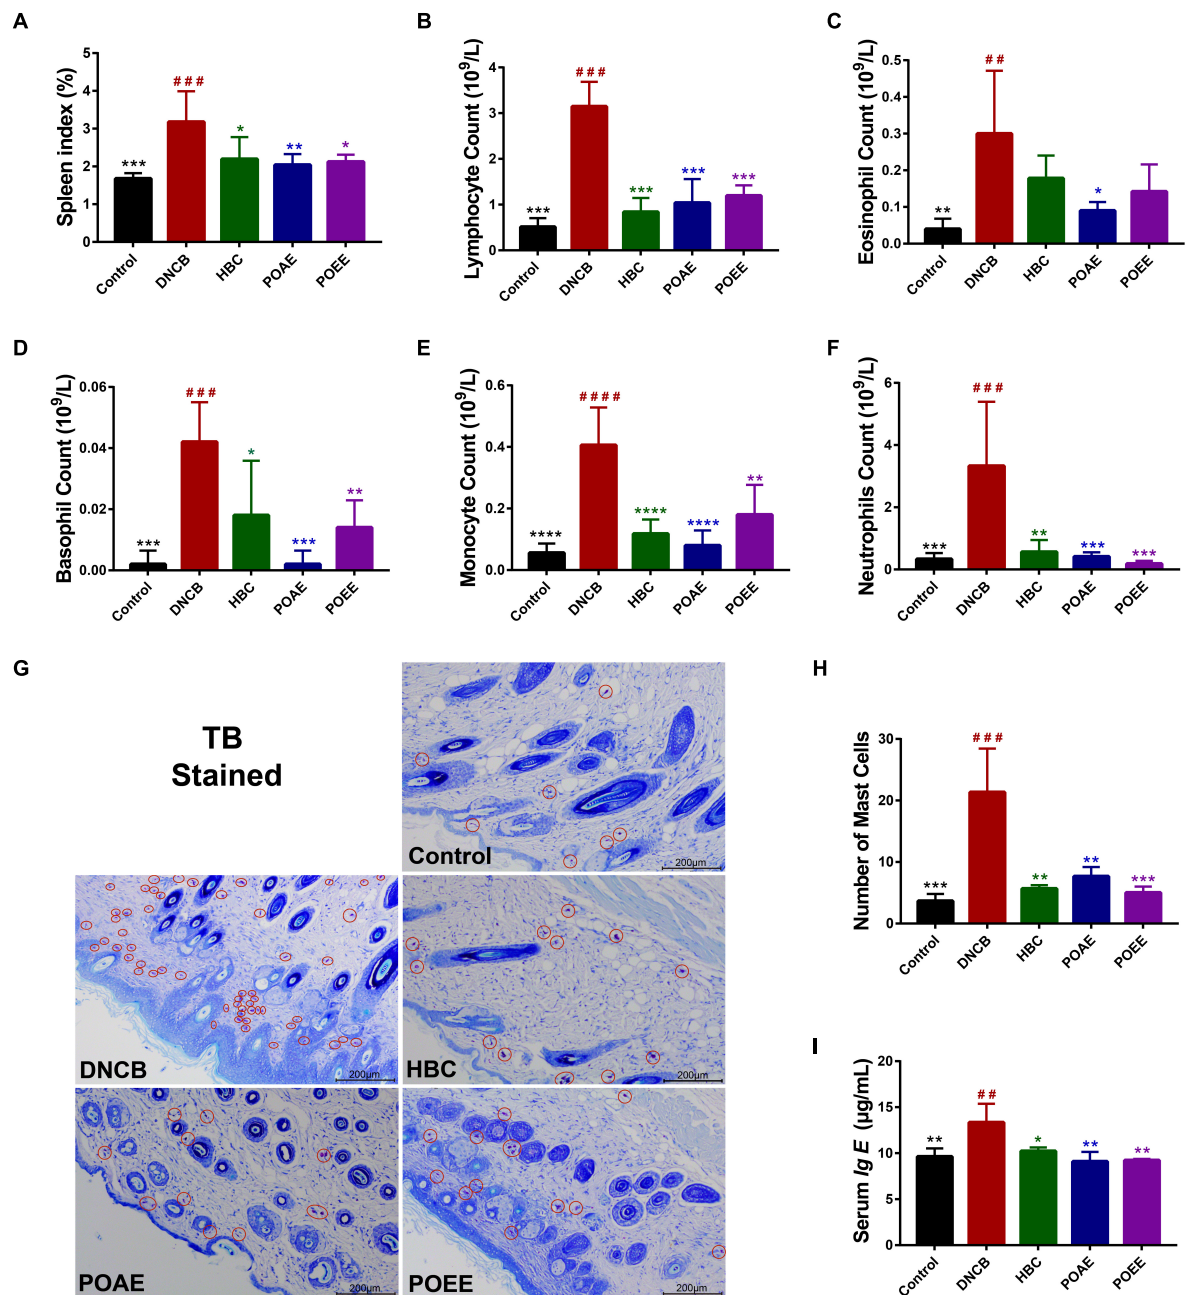 A
Spleen index (%)
5
4
3
2
1
0
###
***
*
**
*
Control
DNCB
HBC
POAE
POEE
B
Lymphocyte Count (10⁹/L)
4
3
2
1
0
###
***
***
***
***
Control
DNCB
HBC
POAE
POEE
C
Eosinophil Count (10⁹/L)
0.5
0.4
0.3
0.2
0.1
0.0
##
**
*
Control
DNCB
HBC
POAE
POEE
D
Basophil Count (10⁹/L)
0.06
0.04
0.02
0.00
###
***
*
***
**
Control
DNCB
HBC
POAE
POEE
E
Monocyte Count (10⁹/L)
0.6
0.4
0.2
0.0
####
****
****
****
**
Control
DNCB
HBC
POAE
POEE
F
Neutrophils Count (10⁹/L)
6
4
2
0
###
***
**
***
***
Control
DNCB
HBC
POAE
POEE
G
TB
Stained
Control
200μm
DNCB
200μm
HBC
200μm
POAE
200μm
POEE
200μm
H
Number of Mast Cells
30
20
10
0
###
***
**
**
***
Control
DNCB
HBC
POAE
POEE
I
Serum Ig E (μg/mL)
20
15
10
5
0
##
**
*
**
**
Control
DNCB
HBC
POAE
POEE